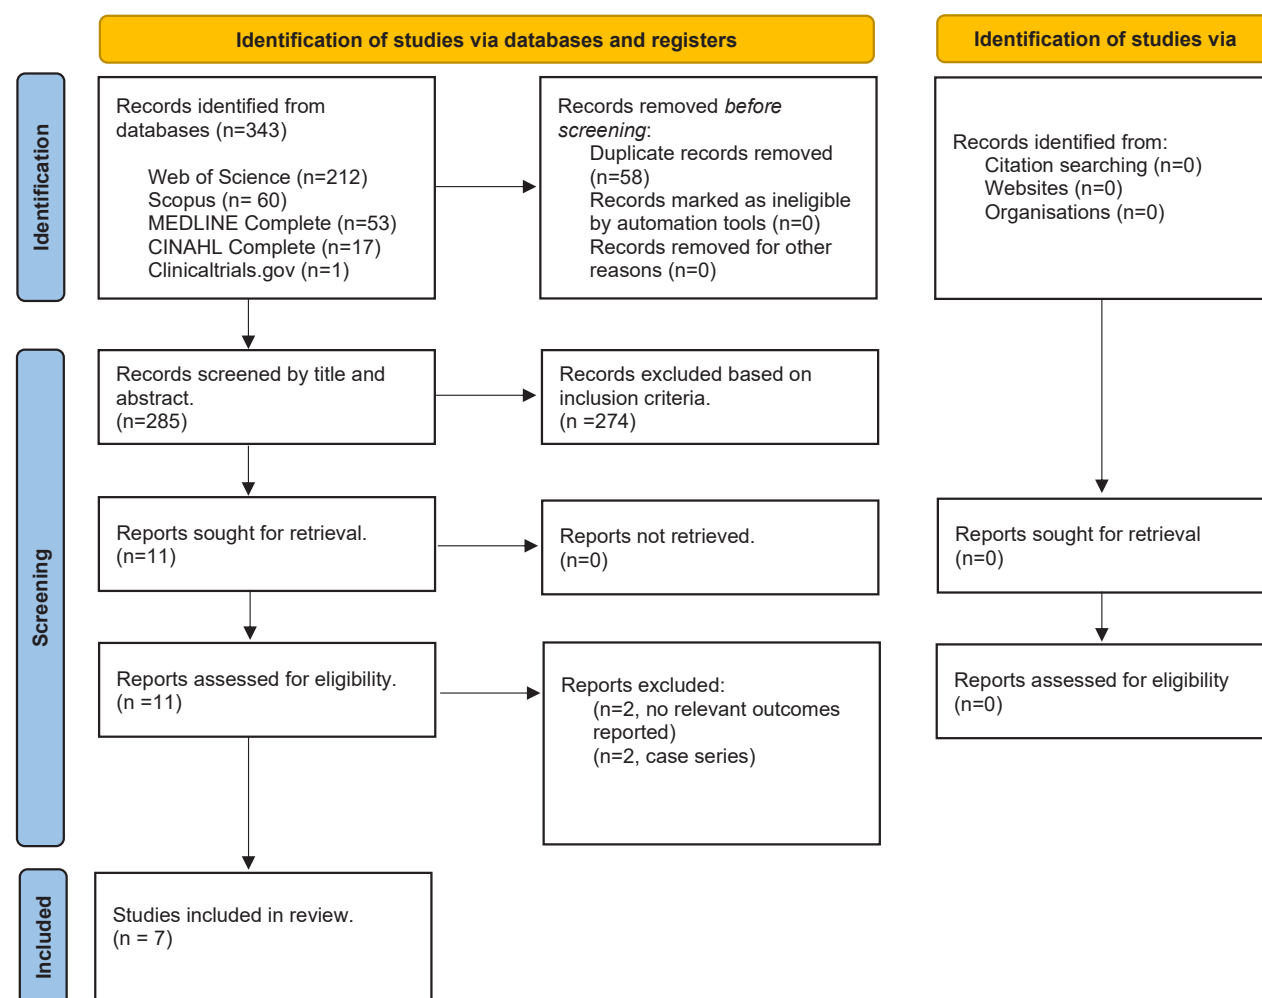 Identification of studies via databases and registers
Identification of studies via
Identification
Records identified from
databases (n=343)
Web of Science (n=212)
Scopus (n= 60)
MEDLINE Complete (n=53)
CINAHL Complete (n=17)
Clinicaltrials.gov (n=1)
Records removed before
screening:
Duplicate records removed
(n=58)
Records marked as ineligible
by automation tools (n=0)
Records removed for other
reasons (n=0)
Records identified from:
Citation searching (n=0)
Websites (n=0)
Organisations (n=0)
Screening
Records screened by title and
abstract.
(n=285)
Records excluded based on
inclusion criteria.
(n =274)
Reports sought for retrieval.
(n=11)
Reports not retrieved.
(n=0)
Reports sought for retrieval
(n=0)
Reports assessed for eligibility.
(n =11)
Reports excluded:
(n=2, no relevant outcomes
reported)
(n=2, case series)
Reports assessed for eligibility
(n=0)
Included
Studies included in review.
(n = 7)